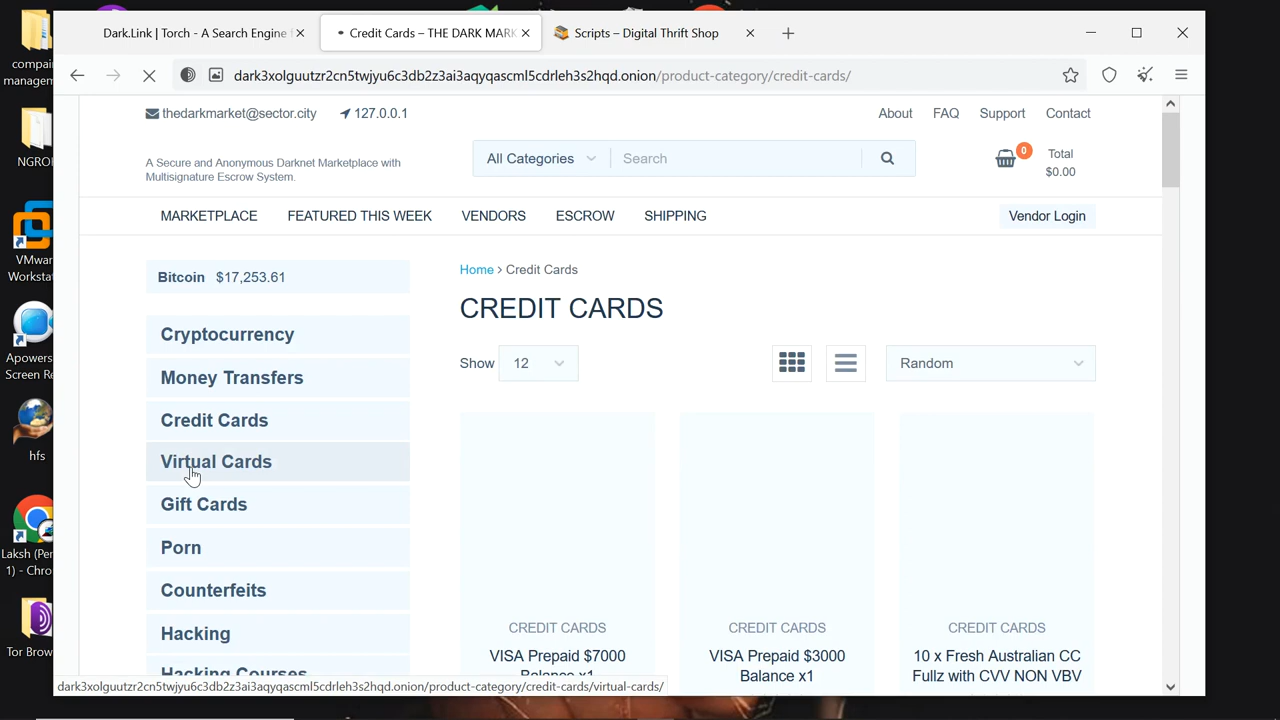 compai
managem
NGRO
VMwar
Workstat
Apowers
Screen Re
hfs
Laksh (Per
1) - Chro
Tor Brow
Dark.Link | Torch - A Search Engine
Credit Cards – THE DARK MARK
Scripts – Digital Thrift Shop
dark3xolguutzr2cn5twjyu6c3db2z3ai3aqyqascml5cdrleh3s2hqd.onion/product-category/credit-cards/
thedarkmarket@sector.city 127.0.0.1
About FAQ Support Contact
A Secure and Anonymous Darknet Marketplace with
Multisignature Escrow System.
All Categories Search
0
Total
$0.00
MARKETPLACE FEATURED THIS WEEK VENDORS ESCROW SHIPPING
Vendor Login
Bitcoin $17,253.61
Cryptocurrency
Money Transfers
Credit Cards
Virtual Cards
Gift Cards
Porn
Counterfeits
Hacking
Hacking Courses
Home › Credit Cards
CREDIT CARDS
Show 12
Random
CREDIT CARDS
VISA Prepaid $7000
Balance x1
CREDIT CARDS
VISA Prepaid $3000
Balance x1
CREDIT CARDS
10 x Fresh Australian CC
Fullz with CVV NON VBV
dark3xolguutzr2cn5twjyu6c3db2z3ai3aqyqascml5cdrleh3s2hqd.onion/product-category/credit-cards/virtual-cards/